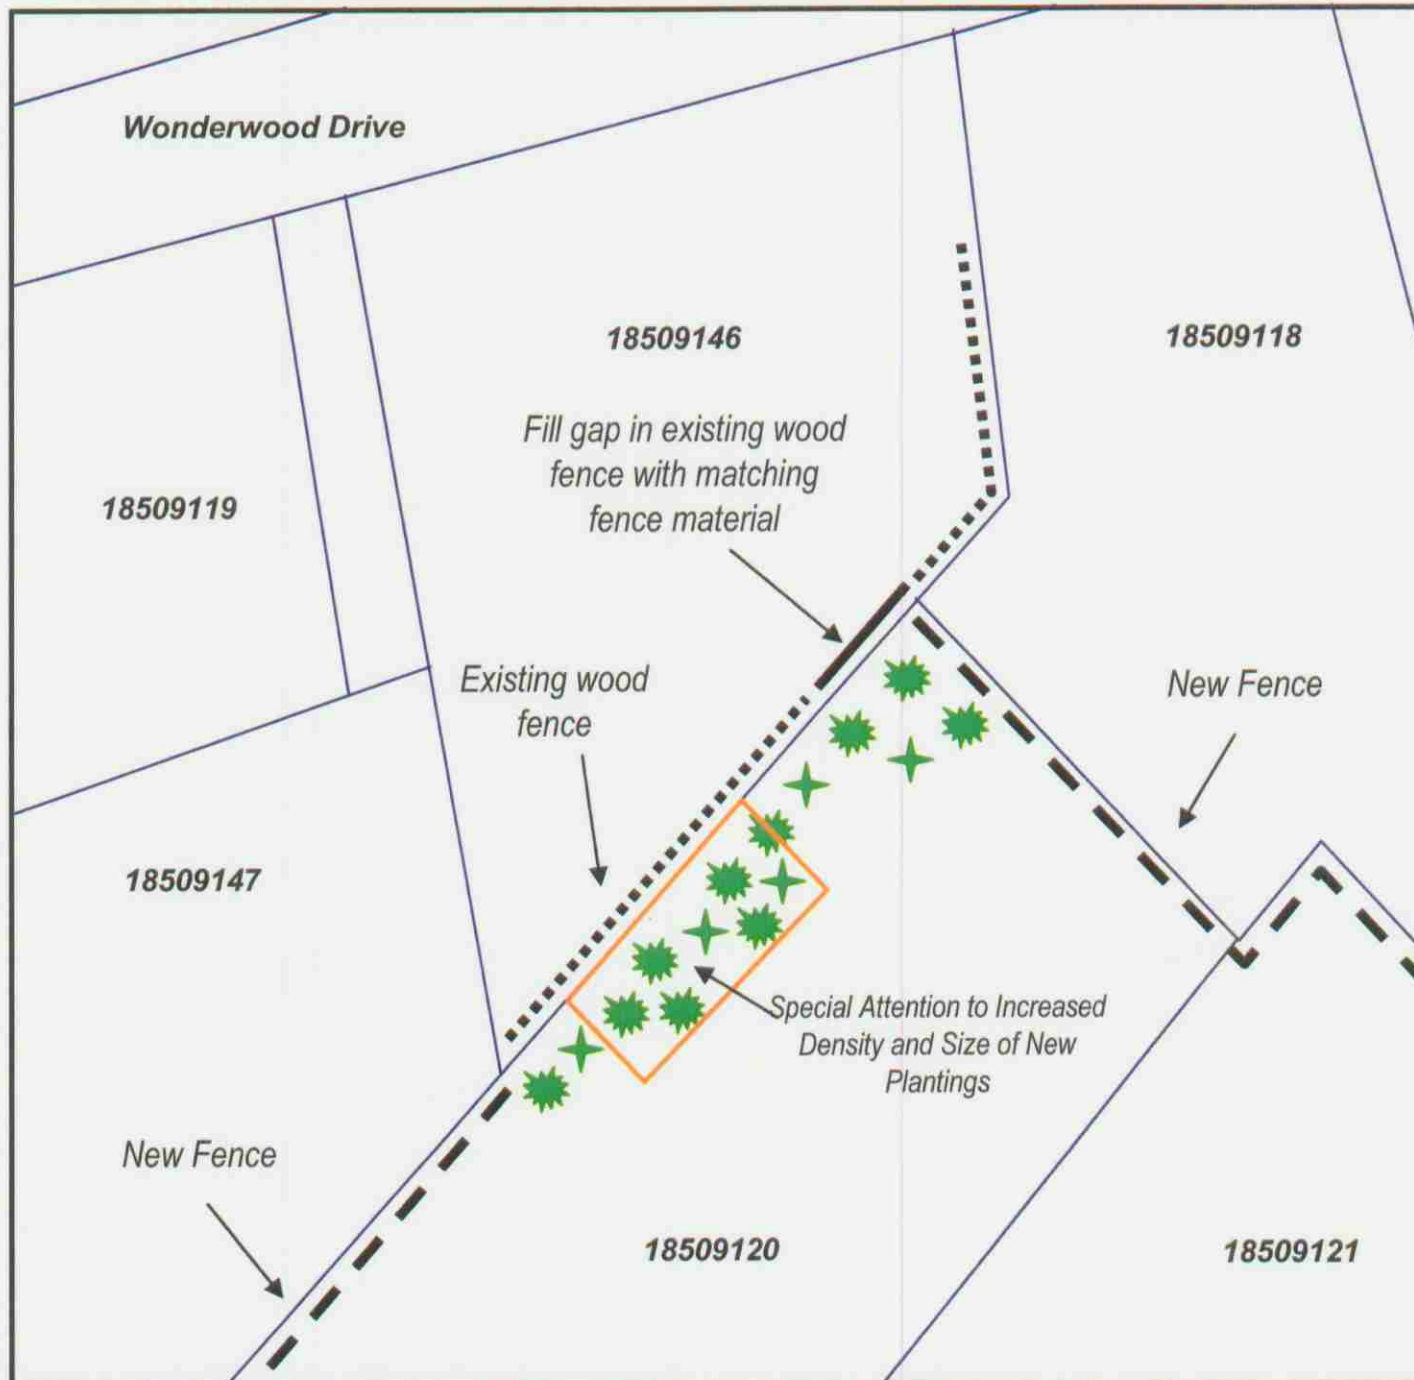 Wonderwood Drive
18509146
18509118
Fill gap in existing wood
fence with matching
fence material
18509119
Existing wood
fence
New Fence
18509147
Special Attention to Increased
Density and Size of New
Plantings
New Fence
18509120
18509121